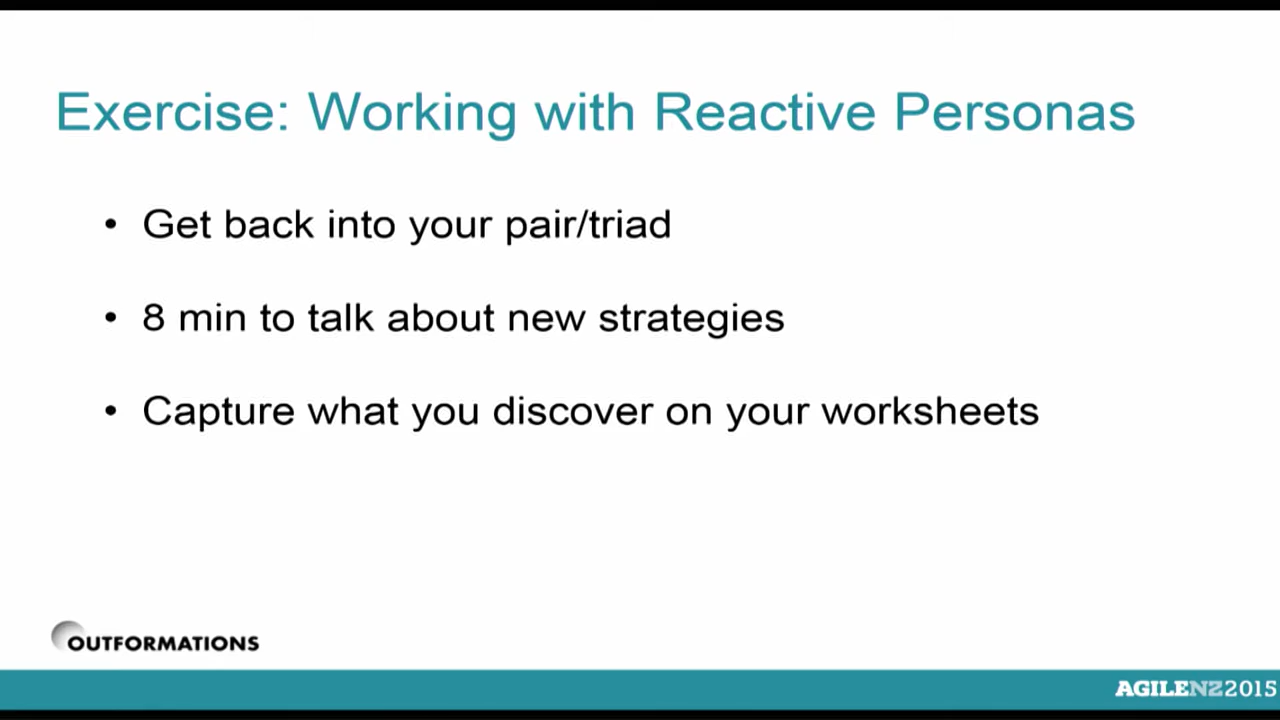 Exercise: Working with Reactive Personas
• Get back into your pair/triad
• 8 min to talk about new strategies
• Capture what you discover on your worksheets
OUTFORMATIONS
AGILENZ2015